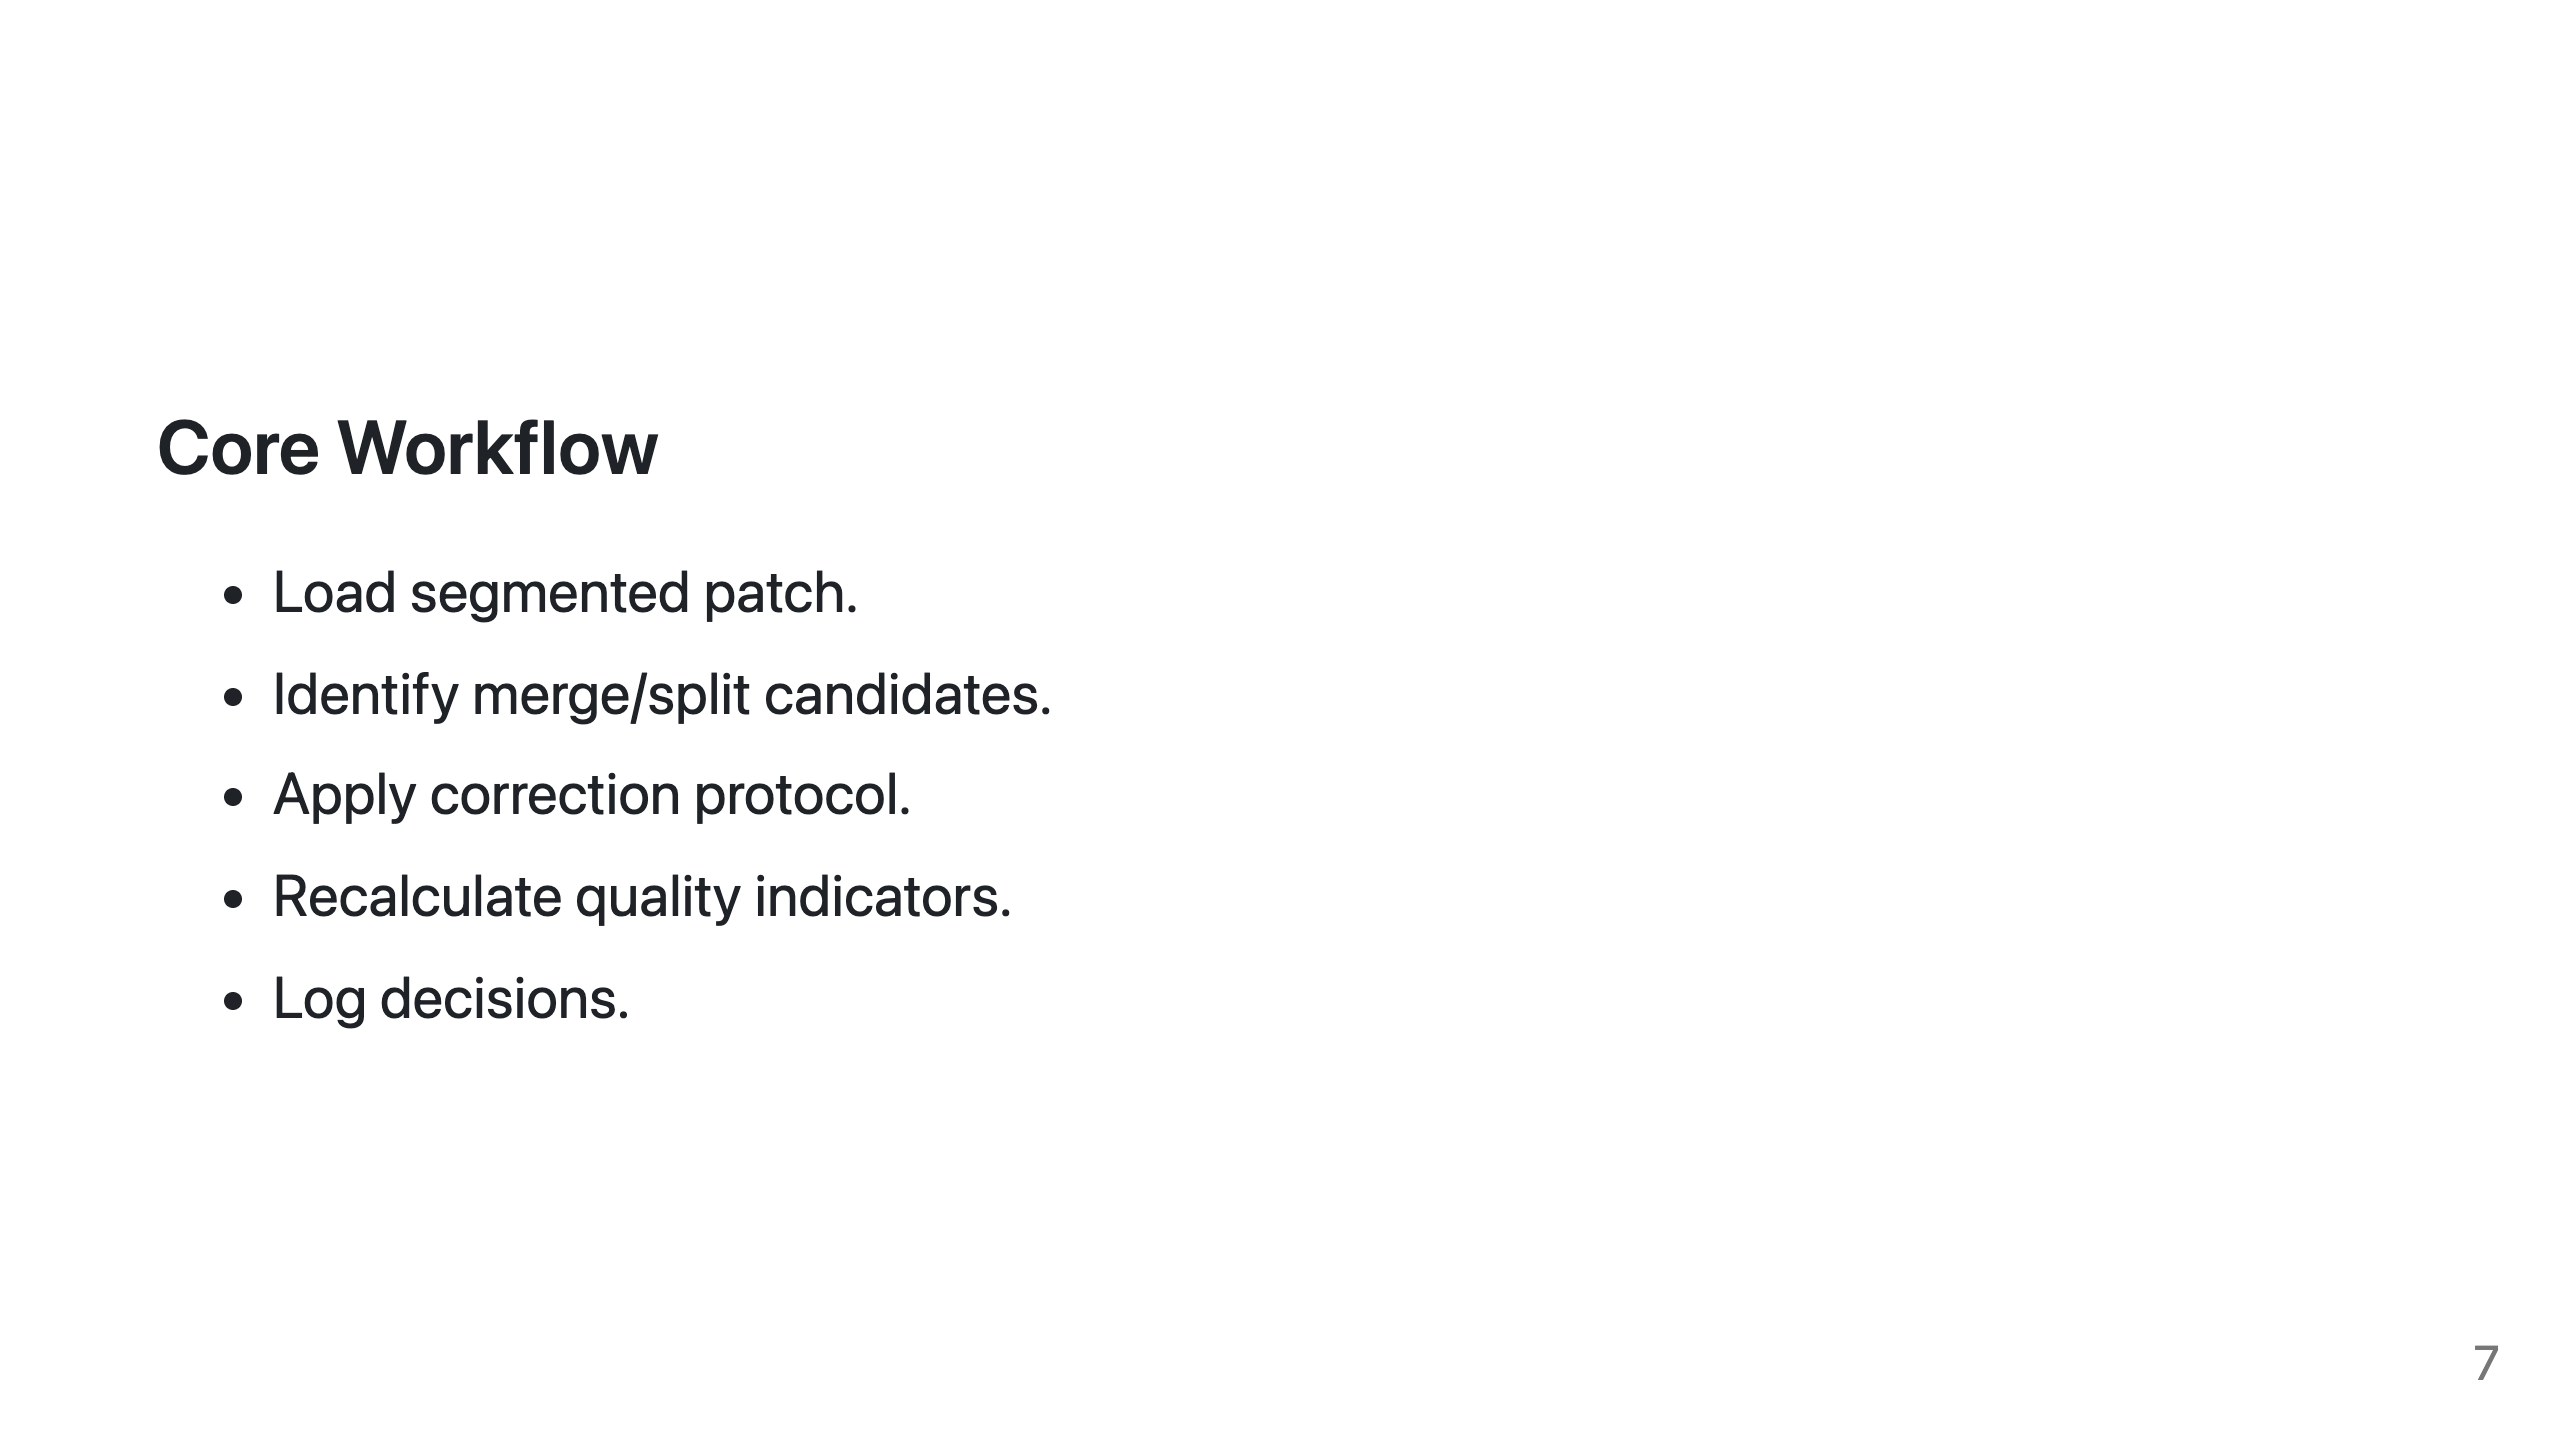 Core Workflow
Load segmented patch.
Identify merge/split candidates.
Apply correction protocol.
Recalculate quality indicators.
Log decisions.
7